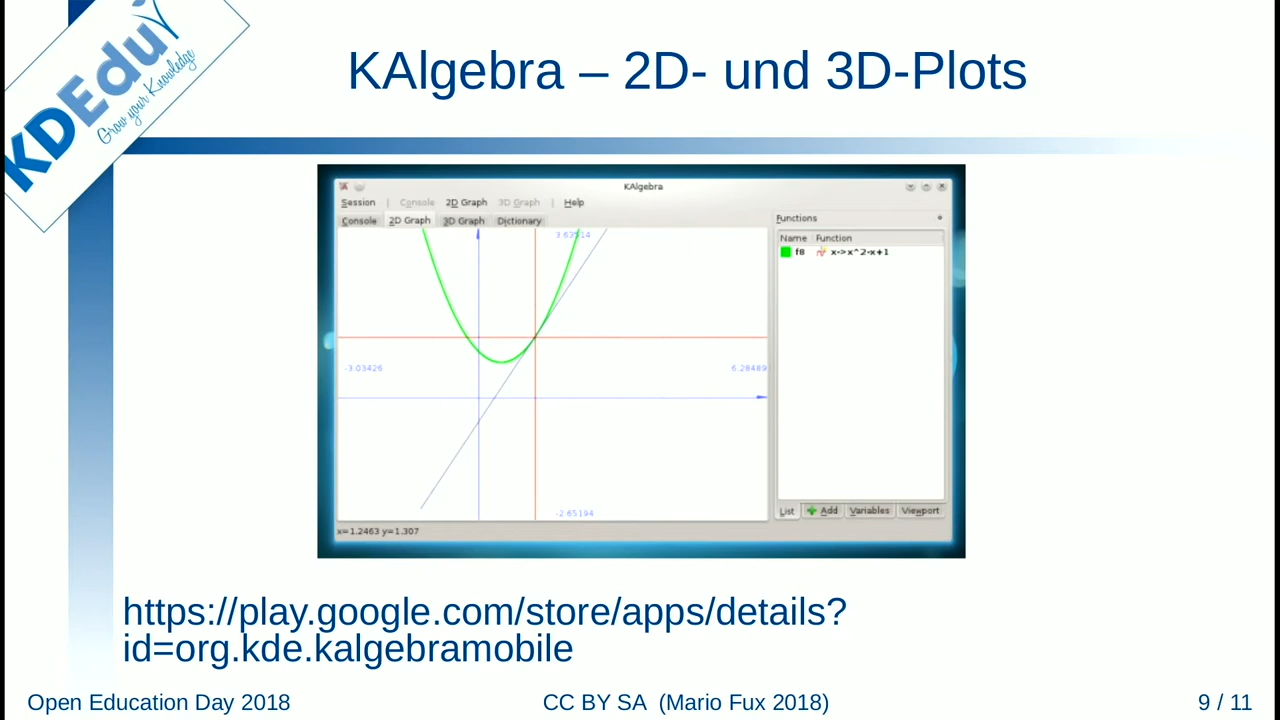 KDEdu
Grow your Knowledge
KAlgebra – 2D- und 3D-Plots
KAlgebra
Session | Console 2D Graph 3D Graph | Help
Console 2D Graph 3D Graph Dictionary
Functions
Name Function
f8 x->x^2-x+1
3.63514
-3.03426
6.28489
-2.65194
List Add Variables Viewport
x=1.2463 y=1.307
https://play.google.com/store/apps/details?
id=org.kde.kalgebramobile
Open Education Day 2018
CC BY SA (Mario Fux 2018)
9 / 11